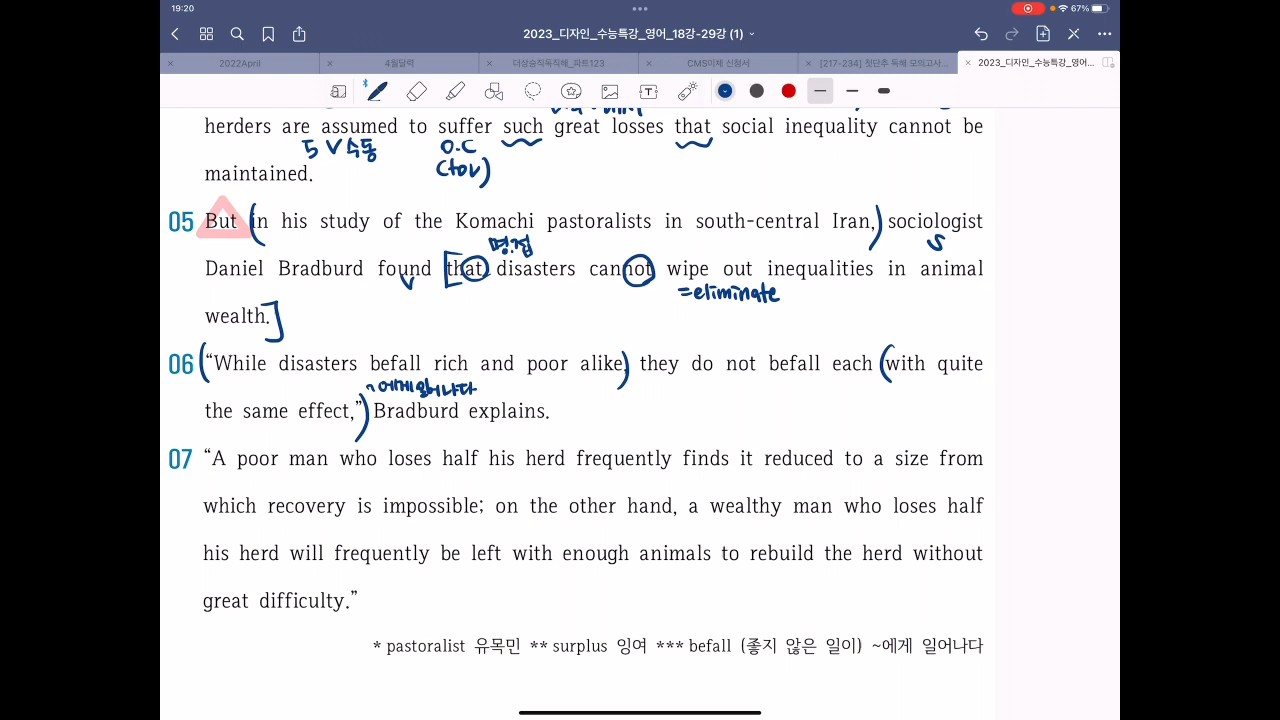 19:20
67%
2023_디자인_수능특강_영어_18강-29강 (1)
2022April
4월달력
더상승직독직해_파트123
CMS이체 신청서
[217-234] 첫단추 독해 모의고사...
2023_디자인_수능특강_영어...
herders are assumed to suffer such great losses that social inequality cannot be
5 V 수동
O.C
(to V)
maintained.
05 But (in his study of the Komachi pastoralists in south-central Iran,) sociologist
명.접
S
Daniel Bradburd found [that disasters cannot wipe out inequalities in animal
V
=eliminate
wealth.]
06 (“While disasters befall rich and poor alike,) they do not befall each (with quite
~에게 일어나다
the same effect,”) Bradburd explains.
07 “A poor man who loses half his herd frequently finds it reduced to a size from
which recovery is impossible; on the other hand, a wealthy man who loses half
his herd will frequently be left with enough animals to rebuild the herd without
great difficulty.”
* pastoralist 유목민 ** surplus 잉여 *** befall (좋지 않은 일이) ~에게 일어나다